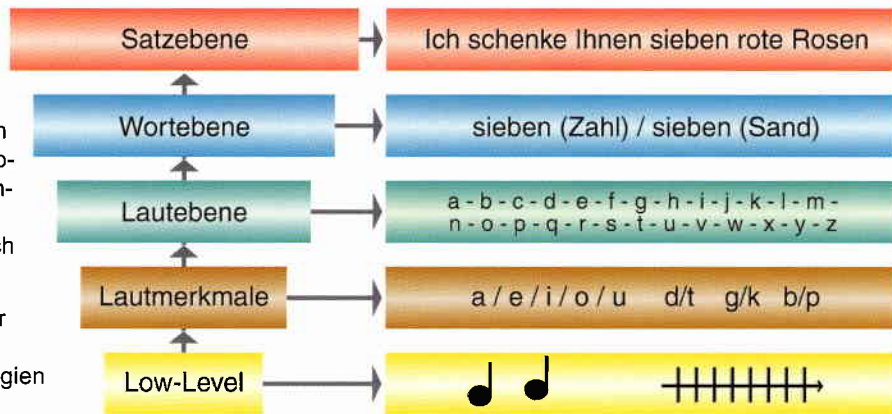 Satzebene
Ich schenke Ihnen sieben rote Rosen
Wortebene
sieben (Zahl) / sieben (Sand)
Lautebene
a - b - c - d - e - f - g - h - i - j - k - l - m -
n - o - p - q - r - s - t - u - v - w - x - y - z
Lautmerkmale
a / e / i / o / u d/t g/k b/p
Low-Level